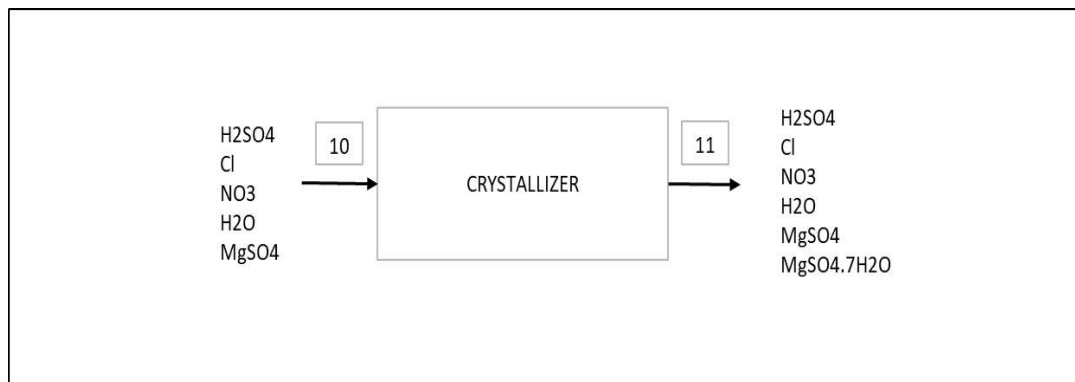 H2SO4
Cl
NO3
H2O
MgSO4
10
CRYSTALLIZER
11
H2SO4
Cl
NO3
H2O
MgSO4
MgSO4.7H2O